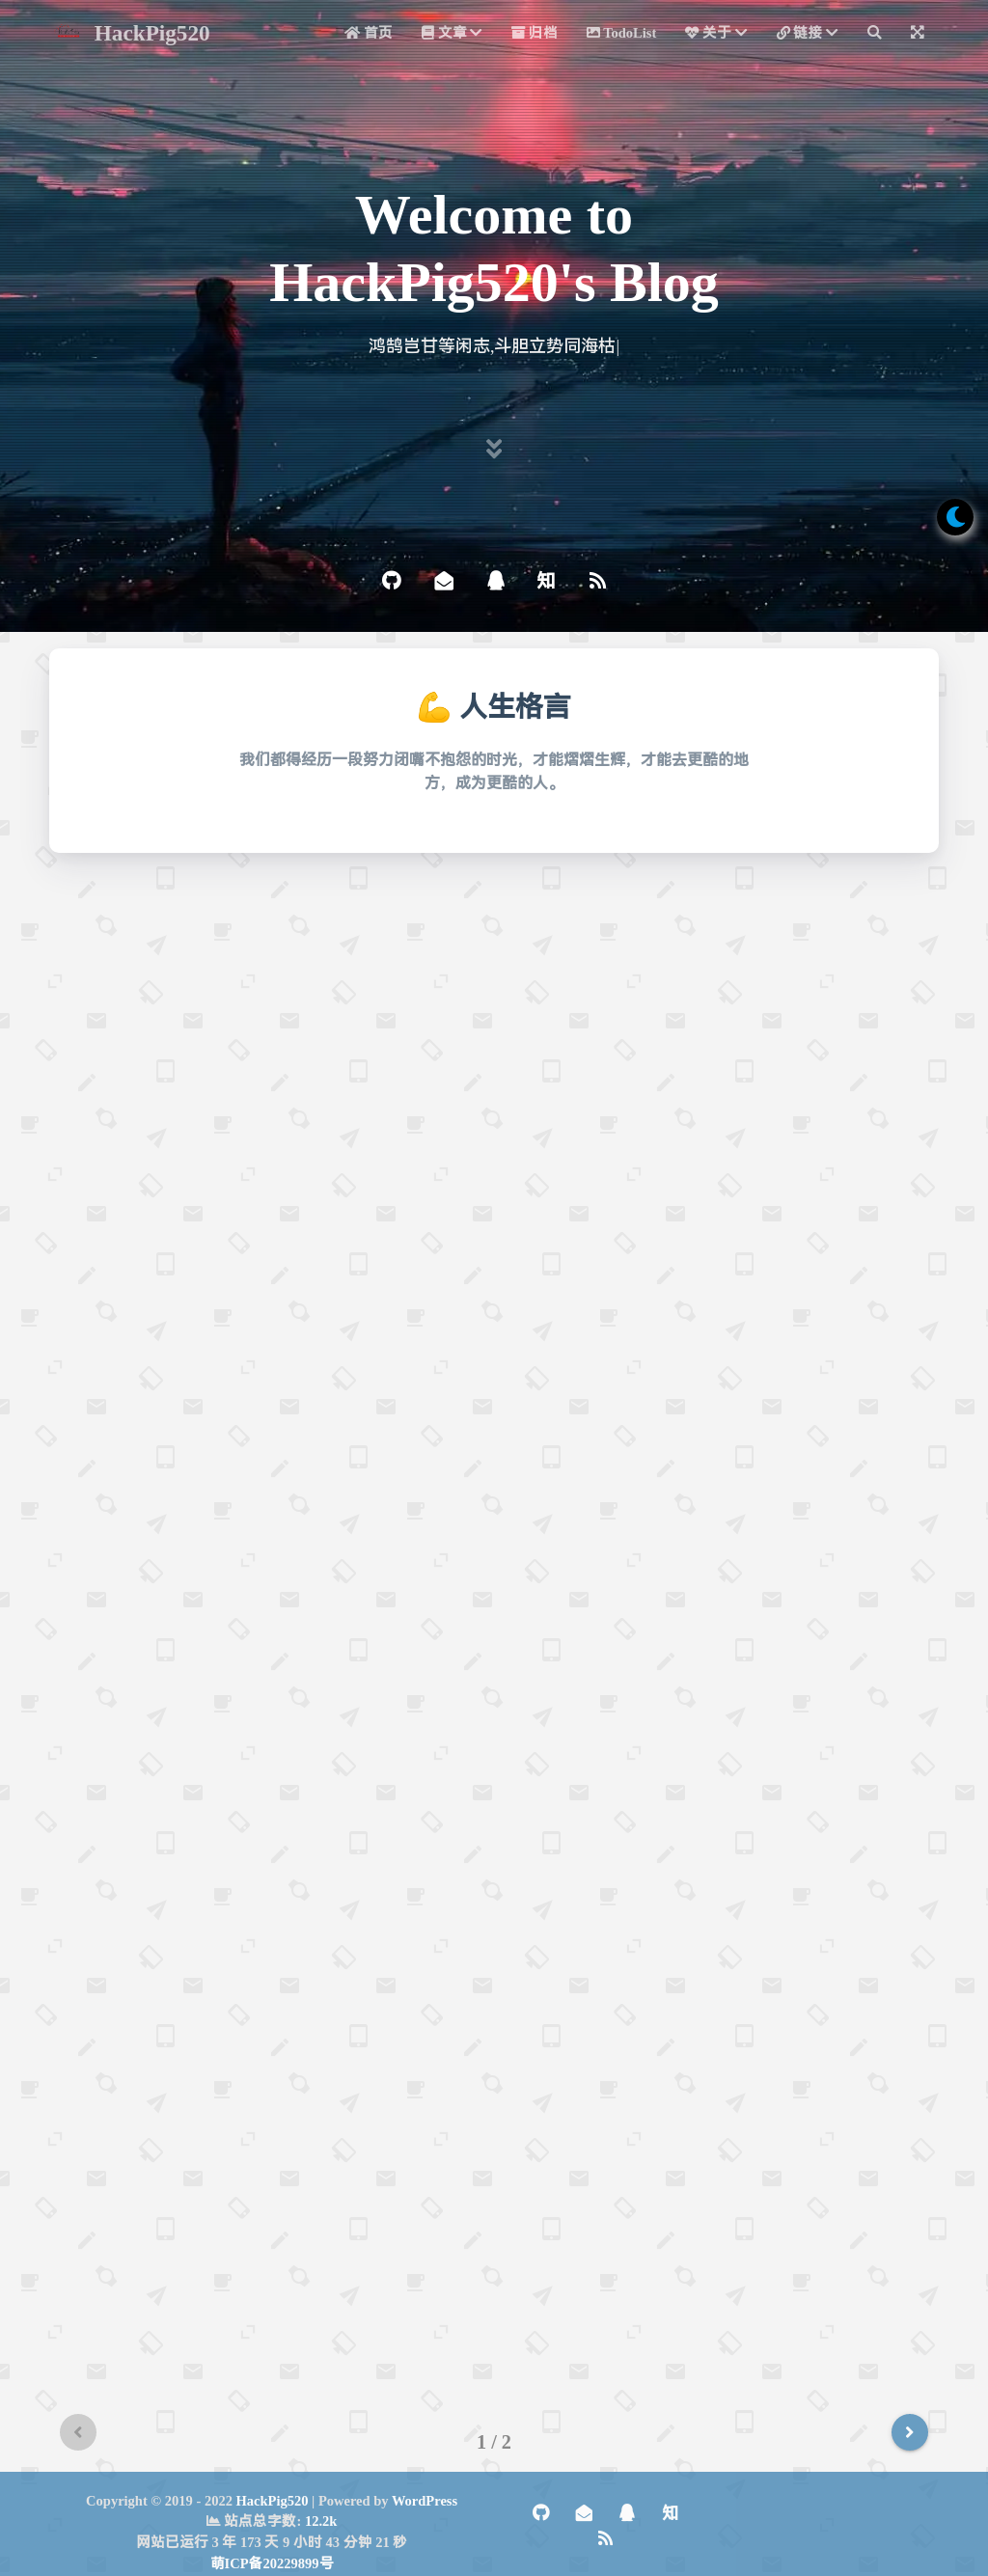 HackPig520
首页 文章 归档 TodoList 关于 链接
Welcome to
HackPig520's Blog
鸿鹄岂甘等闲志,斗胆立势同海枯|
知
💪 人生格言
我们都得经历一段努力闭嘴不抱怨的时光，才能熠熠生辉，才能去更酷的地
方，成为更酷的人。
1 / 2
Copyright © 2019 - 2022 HackPig520 | Powered by WordPress
站点总字数: 12.2k
网站已运行 3 年 173 天 9 小时 43 分钟 21 秒
萌ICP备20229899号
知